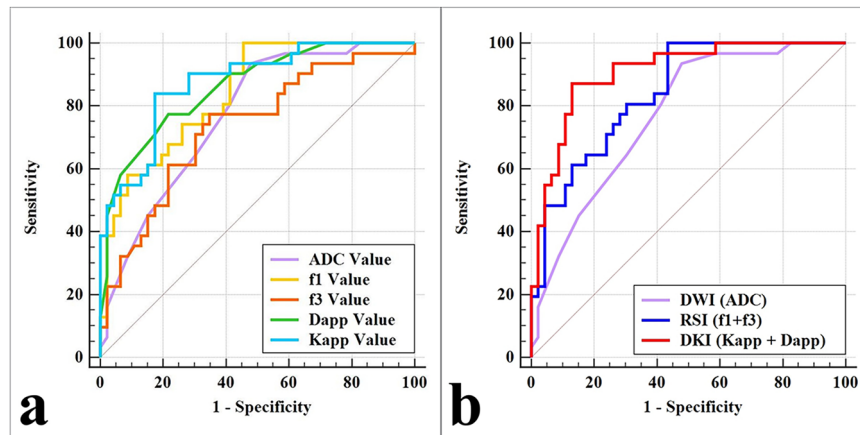 100
80
60
40
20
0
Sensitivity
ADC Value
f1 Value
f3 Value
Dapp Value
Kapp Value
0 20 40 60 80 100
1 - Specificity
a
100
80
60
40
20
0
Sensitivity
DWI (ADC)
RSI (f1+f3)
DKI (Kapp + Dapp)
0 20 40 60 80 100
1 - Specificity
b